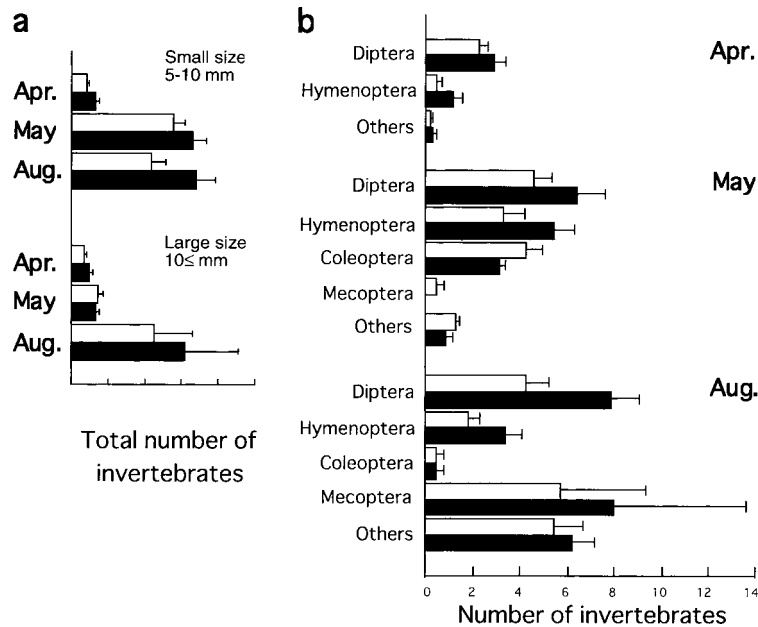 a
Small size
5-10 mm
Apr.
May
Aug.
Large size
10≤ mm
Apr.
May
Aug.
Total number of
invertebrates
b
Apr.
Diptera
Hymenoptera
Others
May
Diptera
Hymenoptera
Coleoptera
Mecoptera
Others
Aug.
Diptera
Hymenoptera
Coleoptera
Mecoptera
Others
0 2 4 6 8 10 12 14
Number of invertebrates